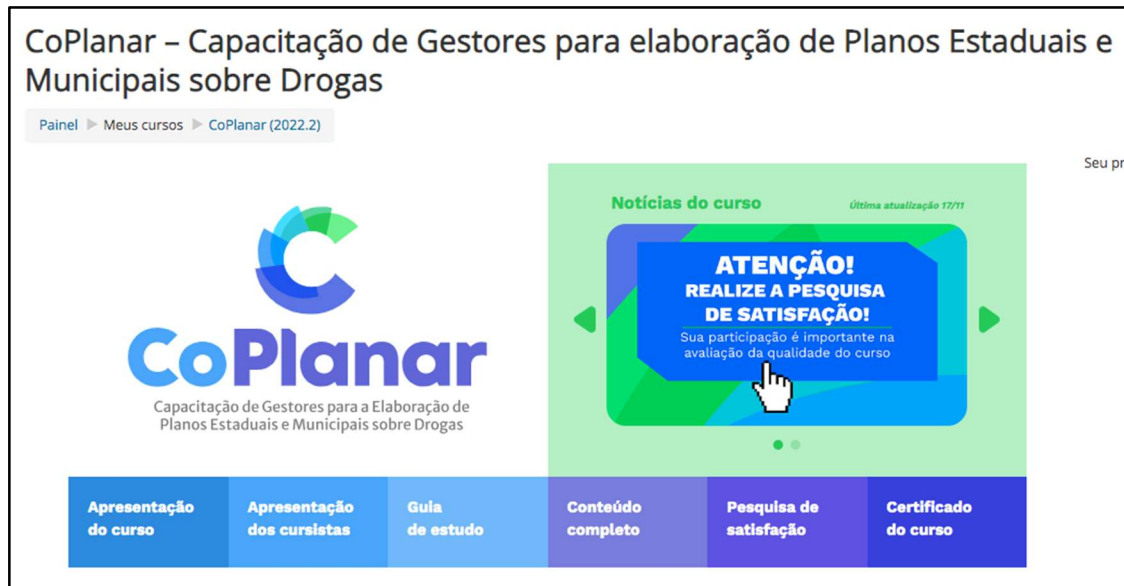 CoPlanar – Capacitação de Gestores para elaboração de Planos Estaduais e
Municipais sobre Drogas
Painel ▶ Meus cursos ▶ CoPlanar (2022.2)
Seu pr
CoPlanar
Capacitação de Gestores para a Elaboração de
Planos Estaduais e Municipais sobre Drogas
Notícias do curso
Última atualização 17/11
ATENÇÃO!
REALIZE A PESQUISA
DE SATISFAÇÃO!
Sua participação é importante na
avaliação da qualidade do curso
Apresentação
do curso
Apresentação
dos cursistas
Guia
de estudo
Conteúdo
completo
Pesquisa de
satisfação
Certificado
do curso